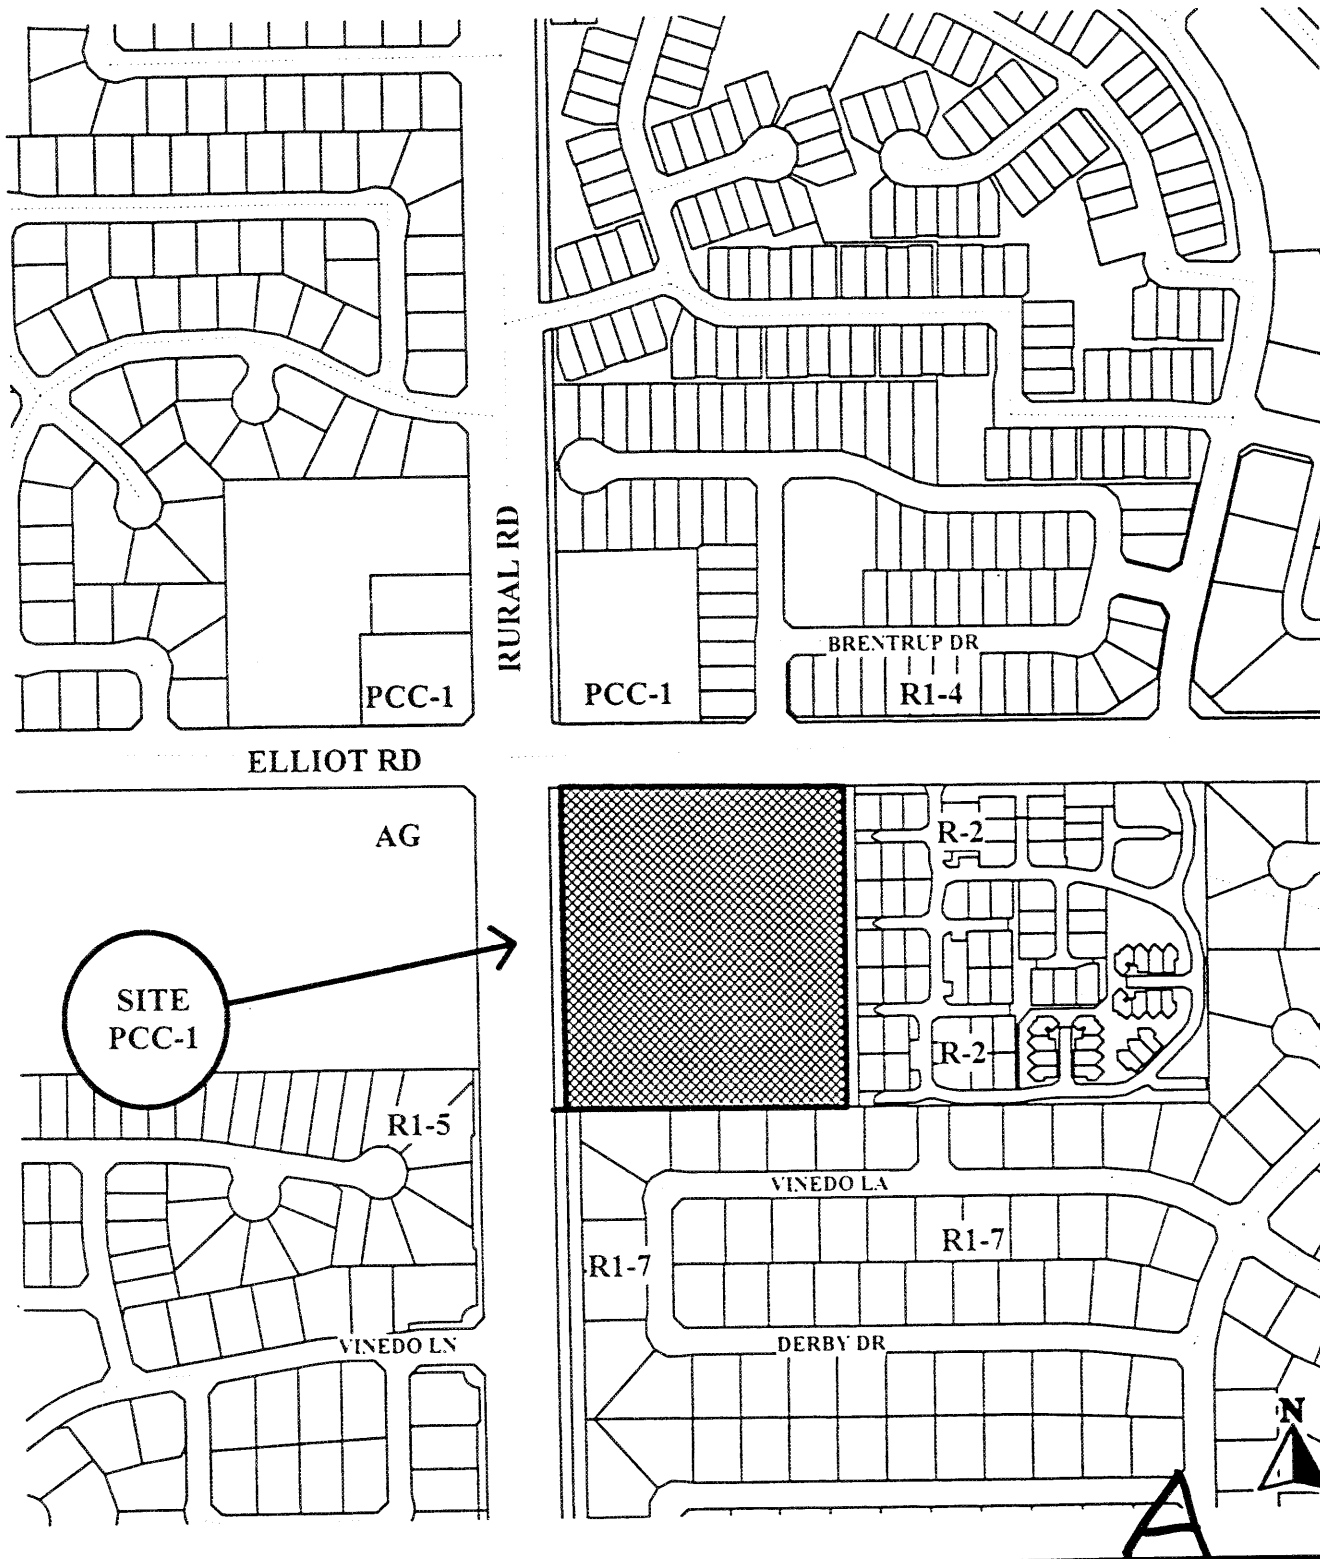 RURAL RD
BRENTRUP DR
PCC-1
PCC-1
R1-4
ELLIOT RD
AG
R-2
SITE
PCC-1
R-2
R1-5
VINEDO LA
R1-7
R1-7
VINEDO LN
DERBY DR
N
A